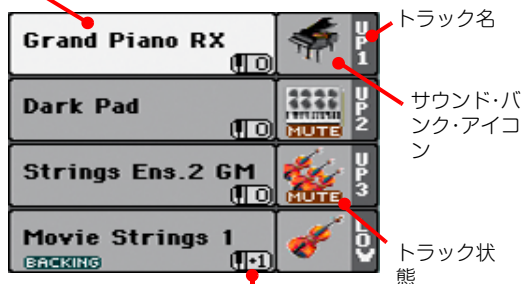 Grand Piano RX
0
UP1
トラック名
Dark Pad
0
MUTE
UP2
サウンド・バ
ンク・アイコ
ン
Strings Ens.2 GM
0
MUTE
UP3
Movie Strings 1
BACKING
+1
LOW
トラック状
態